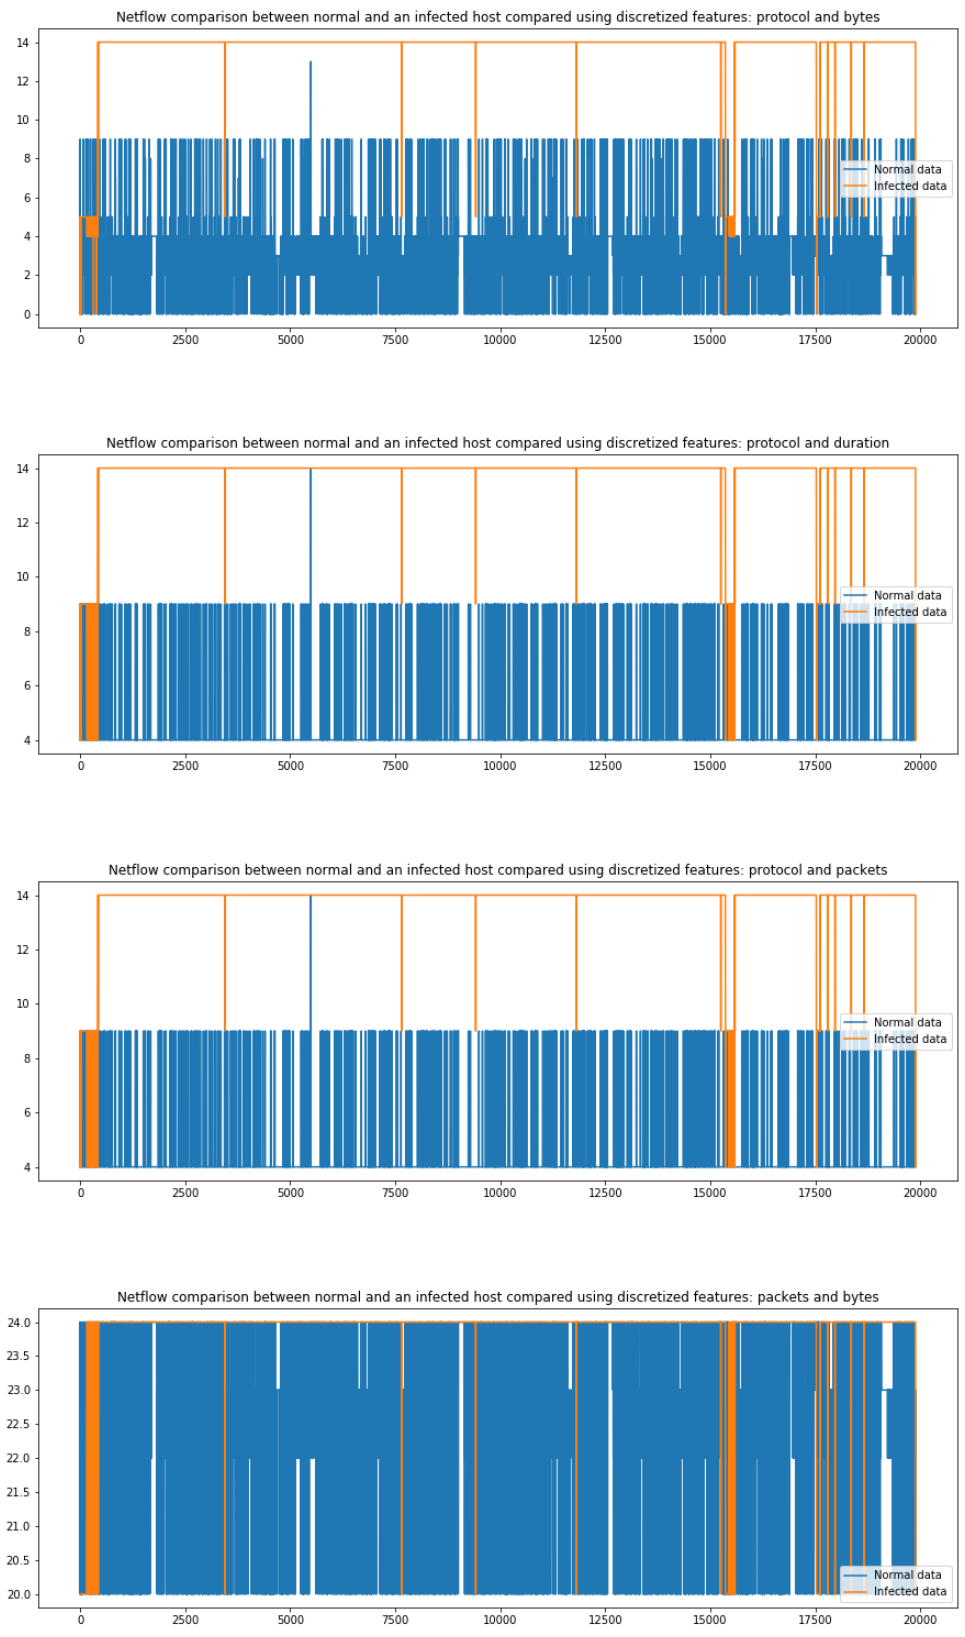 Netflow comparison between normal and an infected host compared using discretized features: protocol and bytes
14
12
10
8
6
4
2
0
Normal data
Infected data
0 2500 5000 7500 10000 12500 15000 17500 20000
Netflow comparison between normal and an infected host compared using discretized features: protocol and duration
14
12
10
8
6
4
Normal data
Infected data
0 2500 5000 7500 10000 12500 15000 17500 20000
Netflow comparison between normal and an infected host compared using discretized features: protocol and packets
14
12
10
8
6
4
Normal data
Infected data
0 2500 5000 7500 10000 12500 15000 17500 20000
Netflow comparison between normal and an infected host compared using discretized features: packets and bytes
24.0
23.5
23.0
22.5
22.0
21.5
21.0
20.5
20.0
Normal data
Infected data
0 2500 5000 7500 10000 12500 15000 17500 20000